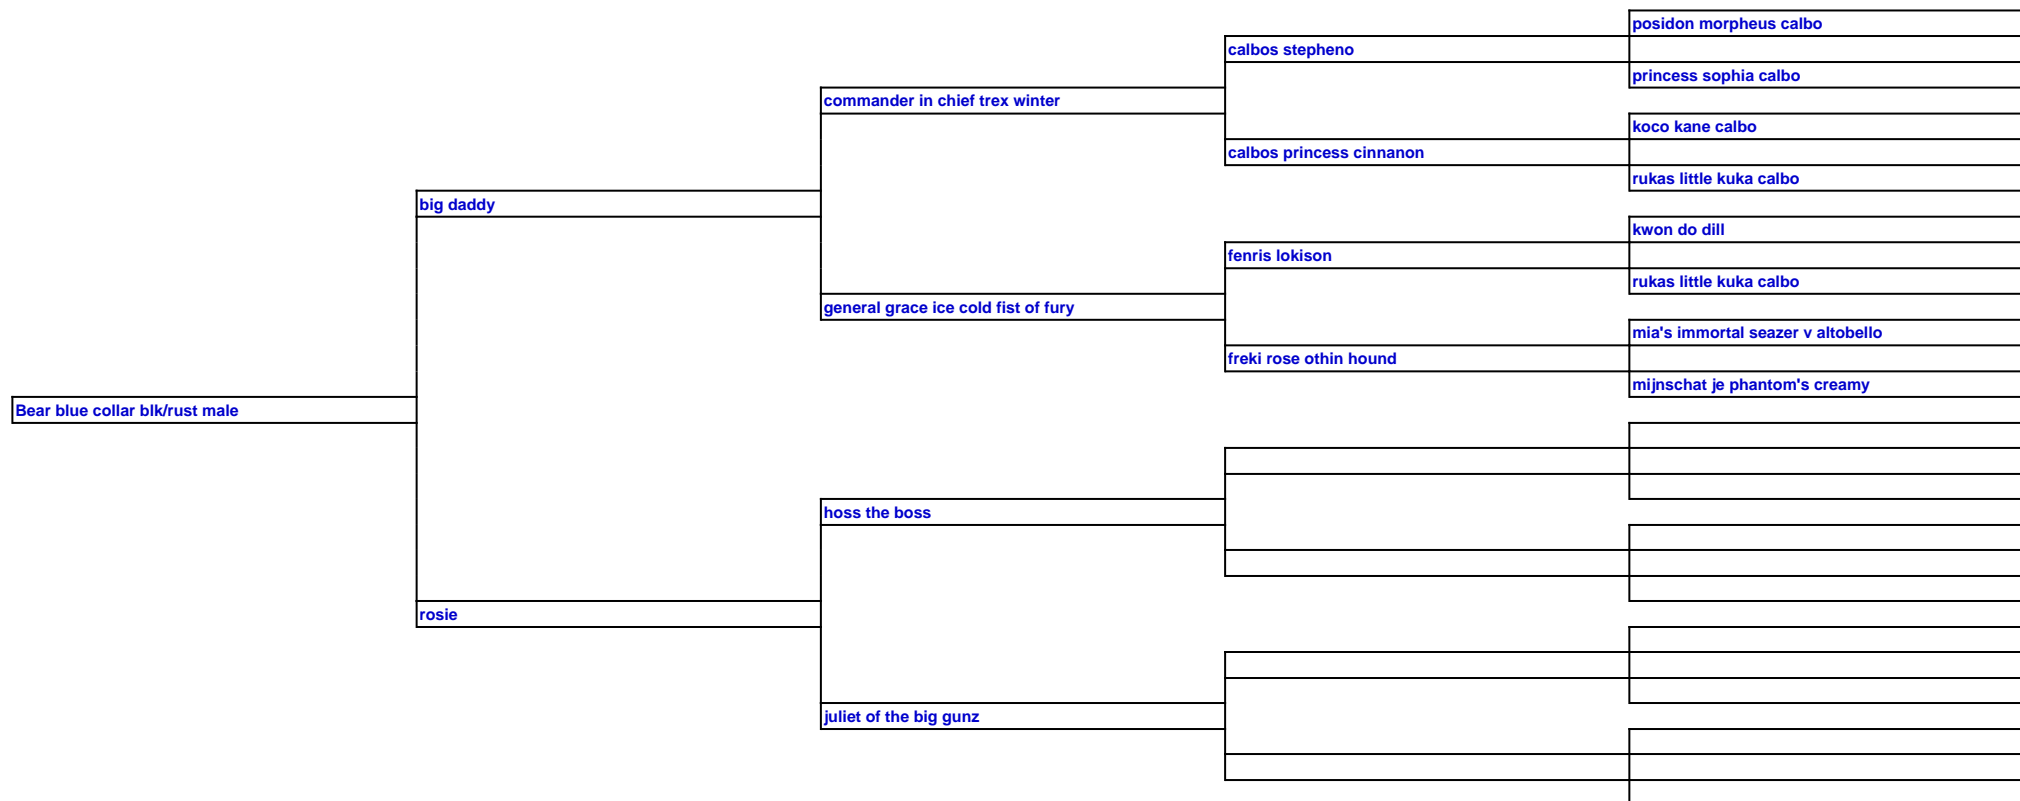 posidon morpheus calbo
calbos stepheno
princess sophia calbo
commander in chief trex winter
koco kane calbo
calbos princess cinnanon
rukas little kuka calbo
big daddy
kwon do dill
fenris lokison
rukas little kuka calbo
general grace ice cold fist of fury
mia's immortal seazer v altobello
freki rose othin hound
mijnschat je phantom's creamy
Bear blue collar blk/rust male
hoss the boss
rosie
juliet of the big gunz